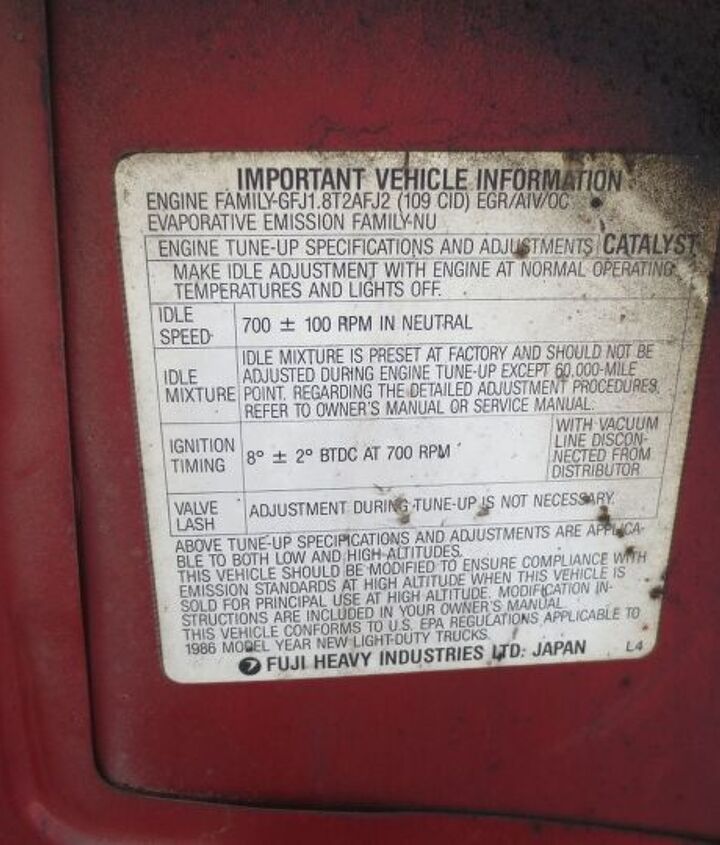 IMPORTANT VEHICLE INFORMATION
ENGINE FAMILY-GFJ1.8T2AFJ2 (109 CID) EGR/AIV/OC
EVAPORATIVE EMISSION FAMILY-NU
ENGINE TUNE-UP SPECIFICATIONS AND ADJUSTMENTS CATALYST
MAKE IDLE ADJUSTMENT WITH ENGINE AT NORMAL OPERATING
TEMPERATURES AND LIGHTS OFF.
IDLE
SPEED
700 ± 100 RPM IN NEUTRAL
IDLE
MIXTURE
IDLE MIXTURE IS PRESET AT FACTORY AND SHOULD NOT BE
ADJUSTED DURING ENGINE TUNE-UP EXCEPT 60,000-MILE
POINT. REGARDING THE DETAILED ADJUSTMENT PROCEDURES,
REFER TO OWNER'S MANUAL OR SERVICE MANUAL.
IGNITION
TIMING
8° ± 2° BTDC AT 700 RPM
WITH VACUUM
LINE DISCON-
NECTED FROM
DISTRIBUTOR
VALVE
LASH
ADJUSTMENT DURING TUNE-UP IS NOT NECESSARY.
ABOVE TUNE-UP SPECIFICATIONS AND ADJUSTMENTS ARE APPLICA-
BLE TO BOTH LOW AND HIGH ALTITUDES.
THIS VEHICLE SHOULD BE MODIFIED TO ENSURE COMPLIANCE WITH
EMISSION STANDARDS AT HIGH ALTITUDE WHEN THIS VEHICLE IS
SOLD FOR PRINCIPAL USE AT HIGH ALTITUDE. MODIFICATION IN-
STRUCTIONS ARE INCLUDED IN YOUR OWNER'S MANUAL.
THIS VEHICLE CONFORMS TO U.S. EPA REGULATIONS APPLICABLE TO
1986 MODEL YEAR NEW LIGHT-DUTY TRUCKS.
FUJI HEAVY INDUSTRIES LTD. JAPAN L4